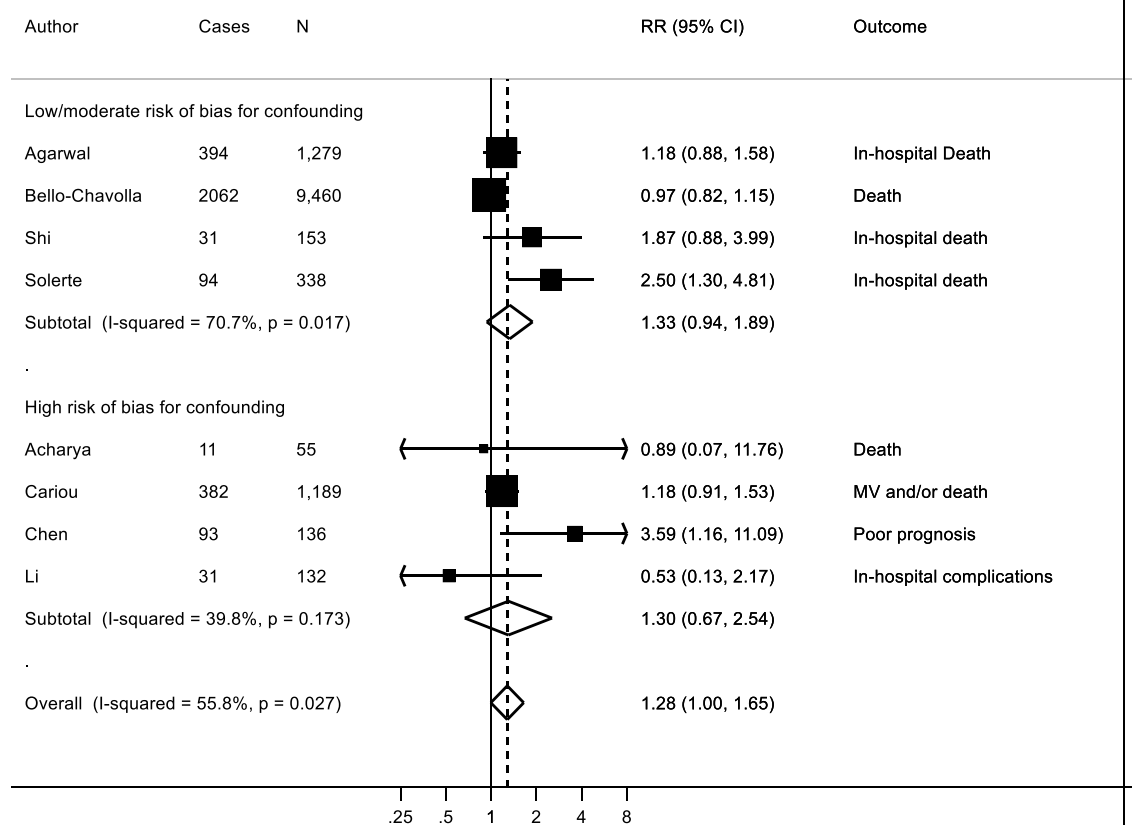 Author Cases N RR (95% CI) Outcome
Low/moderate risk of bias for confounding
Agarwal 394 1,279 1.18 (0.88, 1.58) In-hospital Death
Bello-Chavolla 2062 9,460 0.97 (0.82, 1.15) Death
Shi 31 153 1.87 (0.88, 3.99) In-hospital death
Solerte 94 338 2.50 (1.30, 4.81) In-hospital death
Subtotal (I-squared = 70.7%, p = 0.017) 1.33 (0.94, 1.89)
.
High risk of bias for confounding
Acharya 11 55 0.89 (0.07, 11.76) Death
Cariou 382 1,189 1.18 (0.91, 1.53) MV and/or death
Chen 93 136 3.59 (1.16, 11.09) Poor prognosis
Li 31 132 0.53 (0.13, 2.17) In-hospital complications
Subtotal (I-squared = 39.8%, p = 0.173) 1.30 (0.67, 2.54)
.
Overall (I-squared = 55.8%, p = 0.027) 1.28 (1.00, 1.65)
.25 .5 1 2 4 8